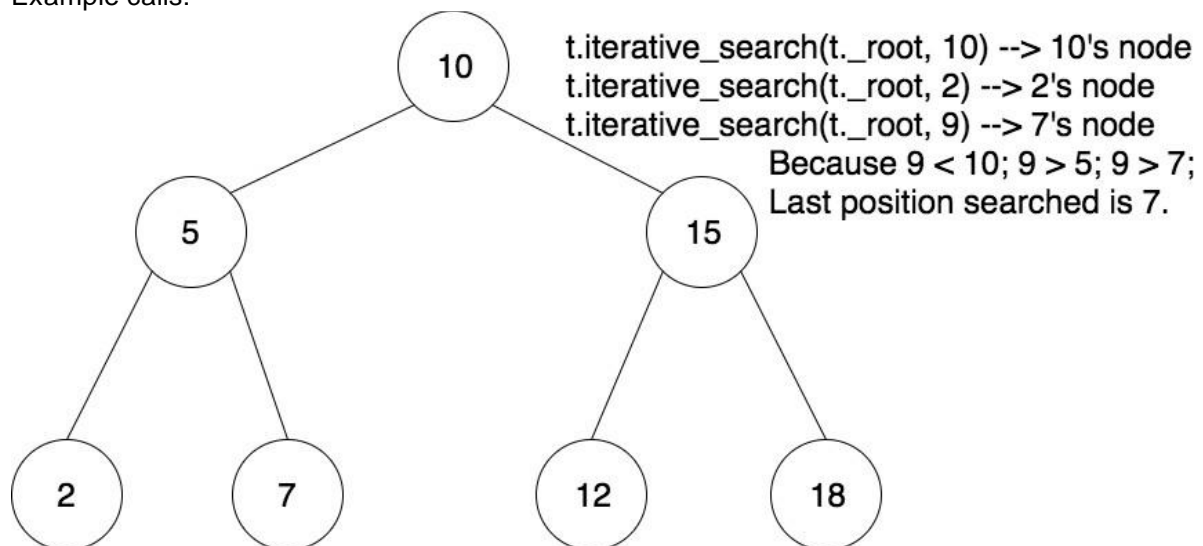 Example calls:
10
t.iterative_search(t._root, 10) --> 10's node
t.iterative_search(t._root, 2) --> 2's node
t.iterative_search(t._root, 9) --> 7's node
Because 9 < 10; 9 > 5; 9 > 7;
Last position searched is 7.
5
15
2
7
12
18